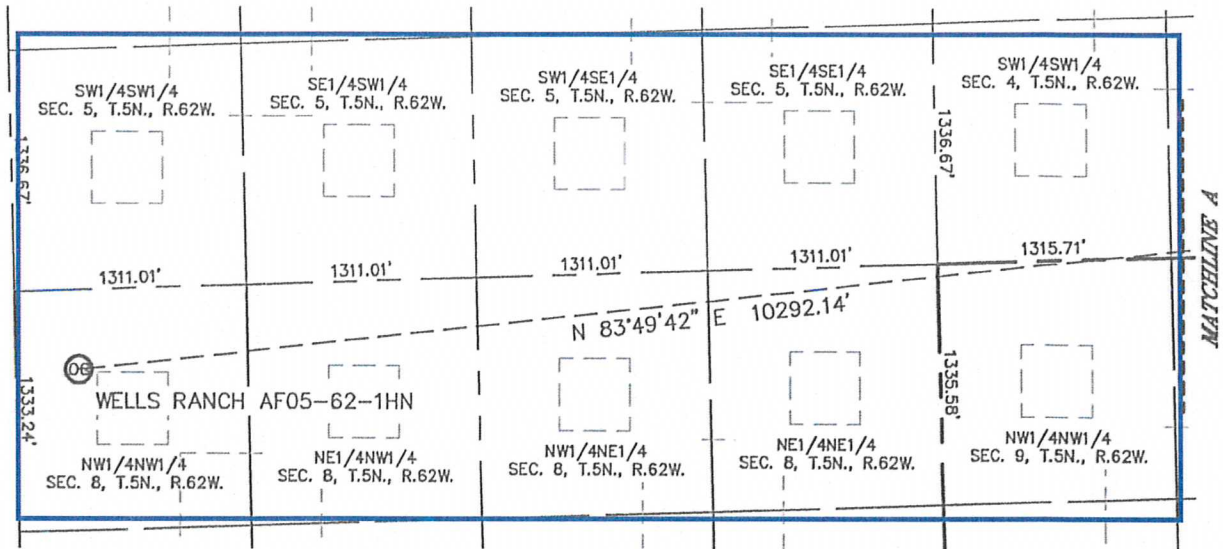 SW1/4SW1/4
SEC. 5, T.5N., R.62W.
SE1/4SW1/4
SEC. 5, T.5N., R.62W.
SW1/4SE1/4
SEC. 5, T.5N., R.62W.
SE1/4SE1/4
SEC. 5, T.5N., R.62W.
SW1/4SW1/4
SEC. 4, T.5N., R.62W.
1336.67'
1336.67'
MATCHLINE A
1311.01'
1311.01'
1311.01'
1311.01'
1315.71'
N 83°49'42" E 10292.14'
WELLS RANCH AF05-62-1HN
1333.24'
1335.58'
NW1/4NW1/4
SEC. 8, T.5N., R.62W.
NE1/4NW1/4
SEC. 8, T.5N., R.62W.
NW1/4NE1/4
SEC. 8, T.5N., R.62W.
NE1/4NE1/4
SEC. 8, T.5N., R.62W.
NW1/4NW1/4
SEC. 9, T.5N., R.62W.